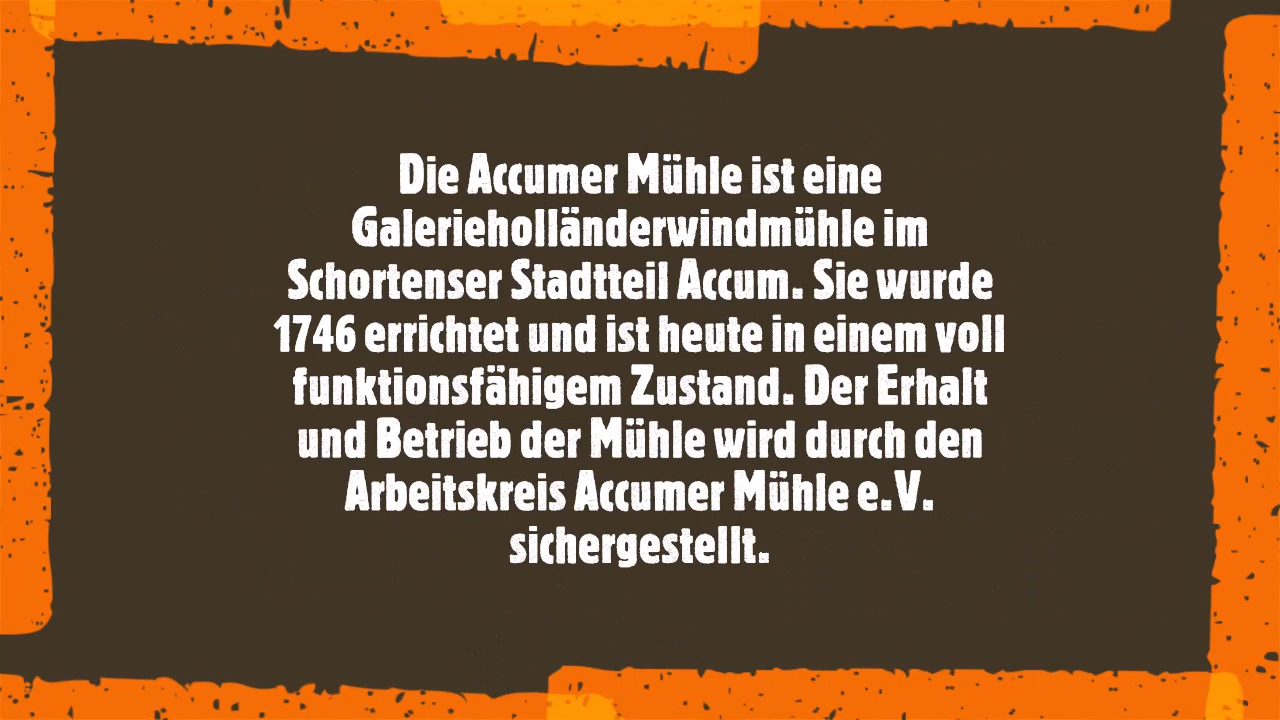 Die Accumer Mühle ist eine
Galerieholländerwindmühle im
Schortenser Stadtteil Accum. Sie wurde
1746 errichtet und ist heute in einem voll
funktionsfähigem Zustand. Der Erhalt
und Betrieb der Mühle wird durch den
Arbeitskreis Accumer Mühle e.V.
sichergestellt.